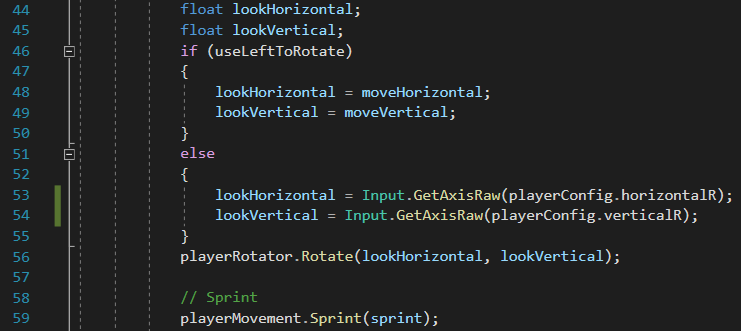 44 float lookHorizontal;
45 float lookVertical;
46 if (useLeftToRotate)
47 {
48 lookHorizontal = moveHorizontal;
49 lookVertical = moveVertical;
50 }
51 else
52 {
53 lookHorizontal = Input.GetAxisRaw(playerConfig.horizontalR);
54 lookVertical = Input.GetAxisRaw(playerConfig.verticalR);
55 }
56 playerRotator.Rotate(lookHorizontal, lookVertical);
57
58 // Sprint
59 playerMovement.Sprint(sprint);